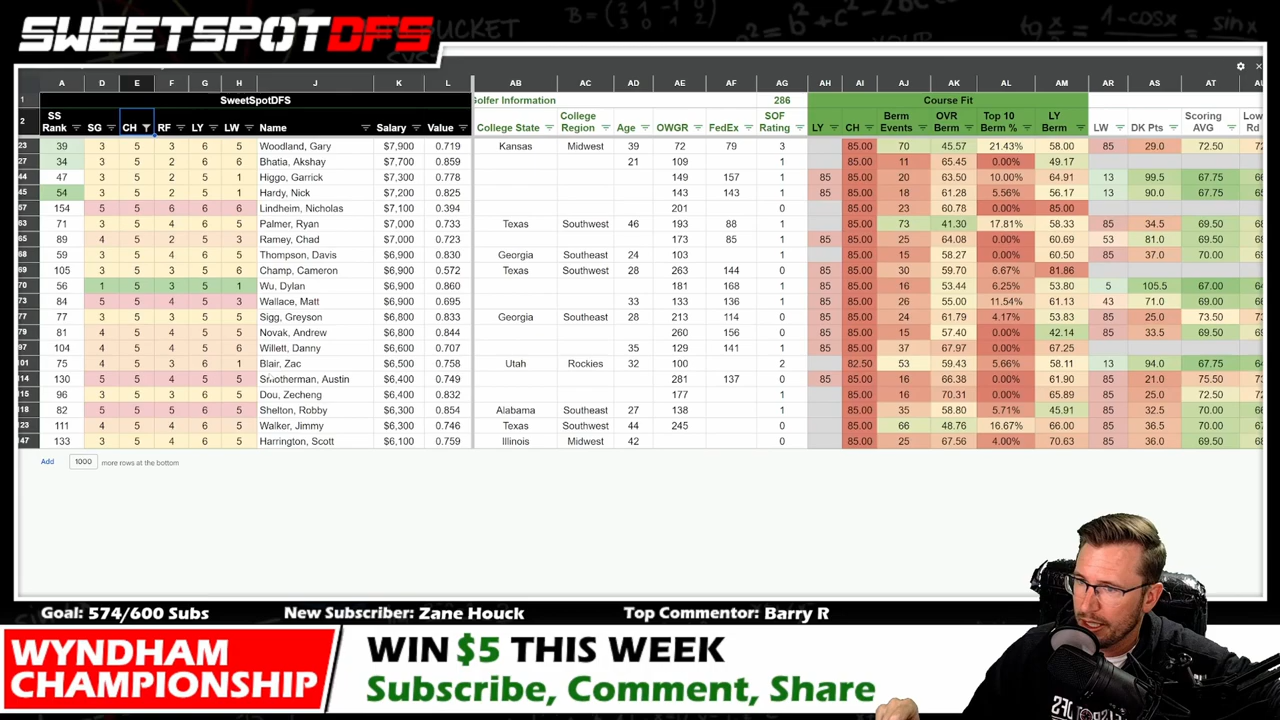 SWEETSPOTDFS
A D E F G H J K L AB AC AD AE AF AG AH AI AJ AK AL AM AR AS AT
1 SweetSpotDFS Golfer Information 286 Course Fit
2 SS Rank SG CH RF LY LW Name Salary Value College State College Region Age OWGR FedEx SOF Rating LY CH Berm Events OVR Berm Top 10 Berm % LY Berm LW DK Pts Scoring AVG Low Rd
23 39 3 5 3 6 5 Woodland, Gary $7,900 0.719 Kansas Midwest 39 72 79 3 85.00 70 45.57 21.43% 58.00 85 29.0 72.50
27 34 3 5 2 6 6 Bhatia, Akshay $7,700 0.859 21 109 1 85.00 11 65.45 0.00% 49.17
44 47 3 5 2 5 1 Higgo, Garrick $7,300 0.778 149 157 1 85 85.00 20 63.50 10.00% 64.91 13 99.5 67.75
45 54 3 5 2 5 1 Hardy, Nick $7,200 0.825 143 143 1 85 85.00 18 61.28 5.56% 56.17 13 90.0 67.75
57 154 5 5 6 6 6 Lindheim, Nicholas $7,100 0.394 201 0 85.00 23 60.78 0.00% 85.00
63 71 3 5 4 6 5 Palmer, Ryan $7,000 0.733 Texas Southwest 46 193 88 1 85.00 73 41.30 17.81% 58.33 85 34.5 69.50
65 89 4 5 2 5 3 Ramey, Chad $7,000 0.723 173 85 1 85 85.00 25 64.08 0.00% 60.69 53 81.0 69.50
68 59 3 5 4 6 5 Thompson, Davis $6,900 0.830 Georgia Southeast 24 103 1 85.00 15 58.27 0.00% 60.50 85 37.0 70.00
69 105 3 5 3 5 6 Champ, Cameron $6,900 0.572 Texas Southwest 28 263 144 0 85 85.00 30 59.70 6.67% 81.86
70 56 1 5 3 5 1 Wu, Dylan $6,900 0.860 181 168 1 85 85.00 16 53.44 6.25% 53.80 5 105.5 67.00
73 84 5 5 4 5 3 Wallace, Matt $6,900 0.695 33 133 136 1 85 85.00 26 55.00 11.54% 61.13 43 71.0 69.00
77 77 3 5 3 5 5 Sigg, Greyson $6,800 0.833 Georgia Southeast 28 213 114 0 85 85.00 24 61.79 4.17% 53.83 85 25.0 73.50
79 81 4 5 4 5 5 Novak, Andrew $6,800 0.844 260 156 0 85 85.00 15 57.40 0.00% 42.14 85 33.5 69.50
97 104 4 5 4 5 6 Willett, Danny $6,600 0.707 35 129 141 1 85 85.00 37 67.97 0.00% 67.25
101 75 4 5 3 6 1 Blair, Zac $6,500 0.758 Utah Rockies 32 100 2 82.50 53 59.43 5.66% 58.11 13 94.0 67.75
114 130 5 5 4 5 5 Smotherman, Austin $6,400 0.749 281 137 0 85 85.00 16 66.38 0.00% 61.90 85 21.0 75.50
115 96 3 5 4 6 5 Dou, Zecheng $6,400 0.832 177 1 85.00 16 70.31 0.00% 65.89 85 25.0 72.50
118 82 5 5 5 6 5 Shelton, Robby $6,300 0.854 Alabama Southeast 27 138 1 85.00 35 58.80 5.71% 45.91 85 32.5 70.00
123 111 4 5 4 6 5 Walker, Jimmy $6,300 0.746 Texas Southwest 44 245 0 85.00 66 48.76 16.67% 66.00 85 36.5 70.00
147 133 3 5 4 6 5 Harrington, Scott $6,100 0.759 Illinois Midwest 42 0 85.00 25 67.56 4.00% 70.63 85 36.0 69.50
Add 1000 more rows at the bottom
Goal: 574/600 Subs New Subscriber: Zane Houck Top Commentor: Barry R
WYNDHAM
CHAMPIONSHIP
WIN $5 THIS WEEK
Subscribe, Comment, Share